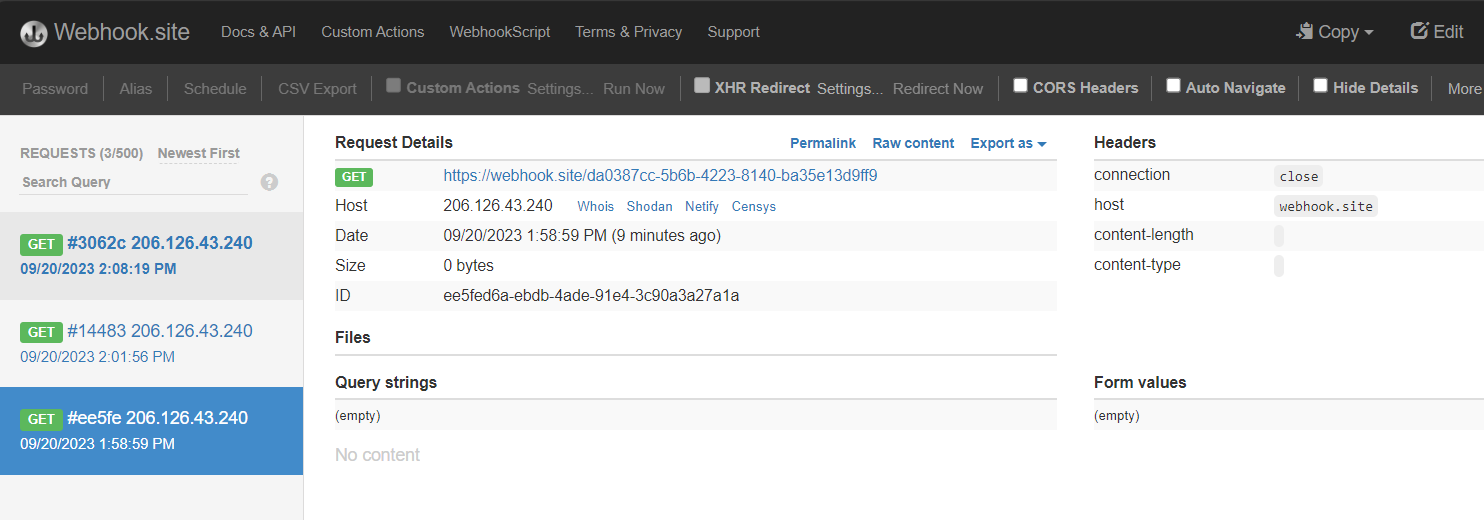 Webhook.site Docs & API Custom Actions WebhookScript Terms & Privacy Support Copy Edit
Password Alias Schedule CSV Export Custom Actions Settings... Run Now XHR Redirect Settings... Redirect Now CORS Headers Auto Navigate Hide Details More
REQUESTS (3/500) Newest First
Search Query ?
GET #3062c 206.126.43.240
09/20/2023 2:08:19 PM
GET #14483 206.126.43.240
09/20/2023 2:01:56 PM
GET #ee5fe 206.126.43.240
09/20/2023 1:58:59 PM
Request Details Permalink Raw content Export as
GET https://webhook.site/da0387cc-5b6b-4223-8140-ba35e13d9ff9
Host 206.126.43.240 Whois Shodan Netify Censys
Date 09/20/2023 1:58:59 PM (9 minutes ago)
Size 0 bytes
ID ee5fed6a-ebdb-4ade-91e4-3c90a3a27a1a
Files
Query strings
(empty)
No content
Headers
connection close
host webhook.site
content-length
content-type
Form values
(empty)